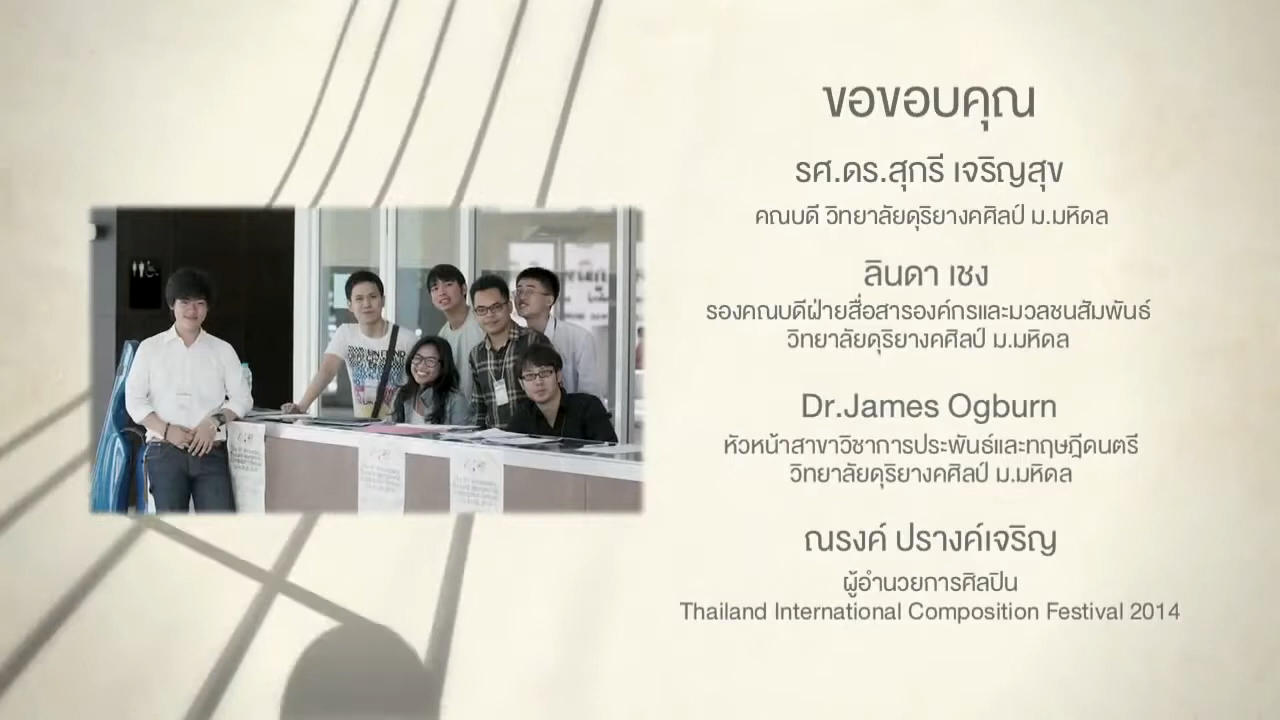 ขอขอบคุณ
รศ.ดร.สุกรี เจริญสุข
คณบดี วิทยาลัยดุริยางคศิลป์ ม.มหิดล
ลินดา เชง
รองคณบดีฝ่ายสื่อสารองค์กรและมวลชนสัมพันธ์
วิทยาลัยดุริยางคศิลป์ ม.มหิดล
Dr.James Ogburn
หัวหน้าสาขาวิชาการประพันธ์และทฤษฎีดนตรี
วิทยาลัยดุริยางคศิลป์ ม.มหิดล
ณรงค์ ปรางค์เจริญ
ผู้อำนวยการศิลปิน
Thailand International Composition Festival 2014